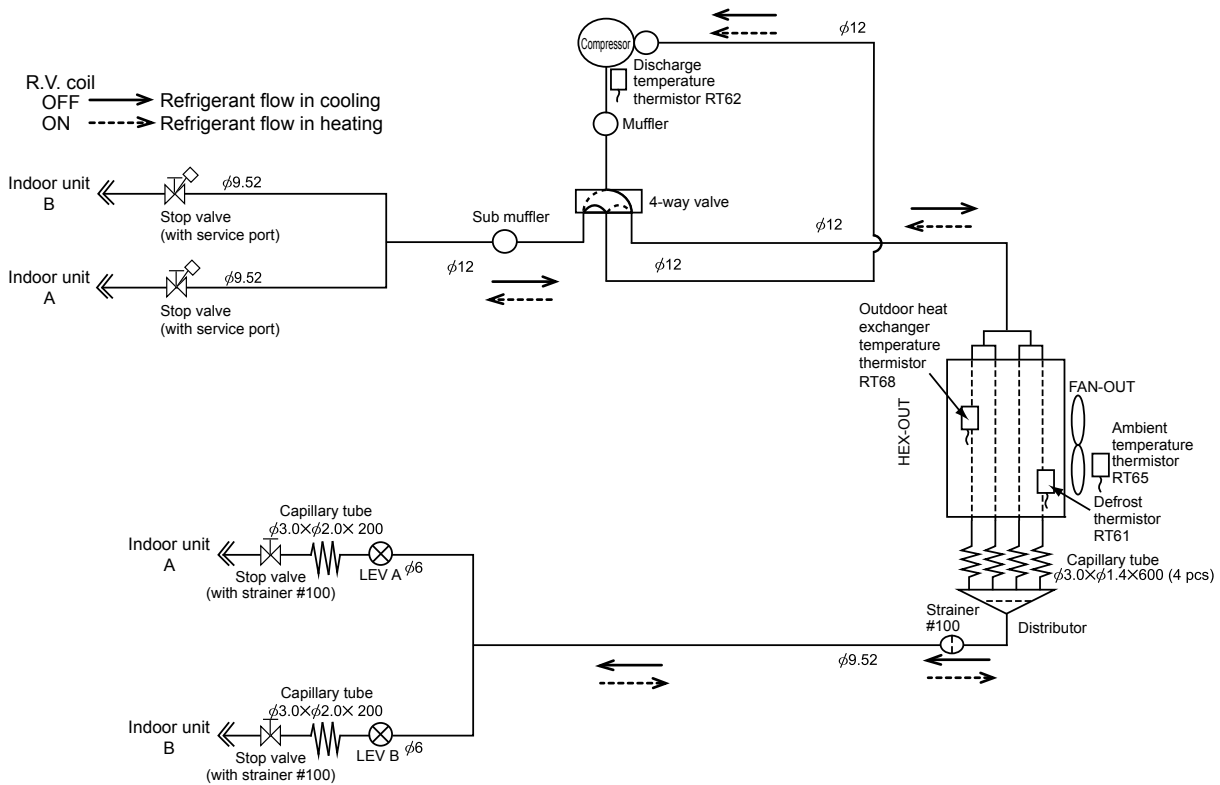 Compressor
ϕ12
Discharge
temperature
thermistor RT62
Muffler
R.V. coil
OFF Refrigerant flow in cooling
ON Refrigerant flow in heating
Indoor unit
B
ϕ9.52
Stop valve
(with service port)
4-way valve
Sub muffler
ϕ12
ϕ12
ϕ12
Indoor unit
A
ϕ9.52
Stop valve
(with service port)
Outdoor heat
exchanger
temperature
thermistor
RT68
HEX-OUT
FAN-OUT
Ambient
temperature
thermistor
RT65
Defrost
thermistor
RT61
Capillary tube
ϕ3.0×ϕ1.4×600 (4 pcs)
Distributor
Strainer
#100
ϕ9.52
Capillary tube
ϕ3.0×ϕ2.0× 200
Indoor unit
A
LEV A
ϕ6
Stop valve
(with strainer #100)
Capillary tube
ϕ3.0×ϕ2.0× 200
Indoor unit
B
LEV B
ϕ6
Stop valve
(with strainer #100)